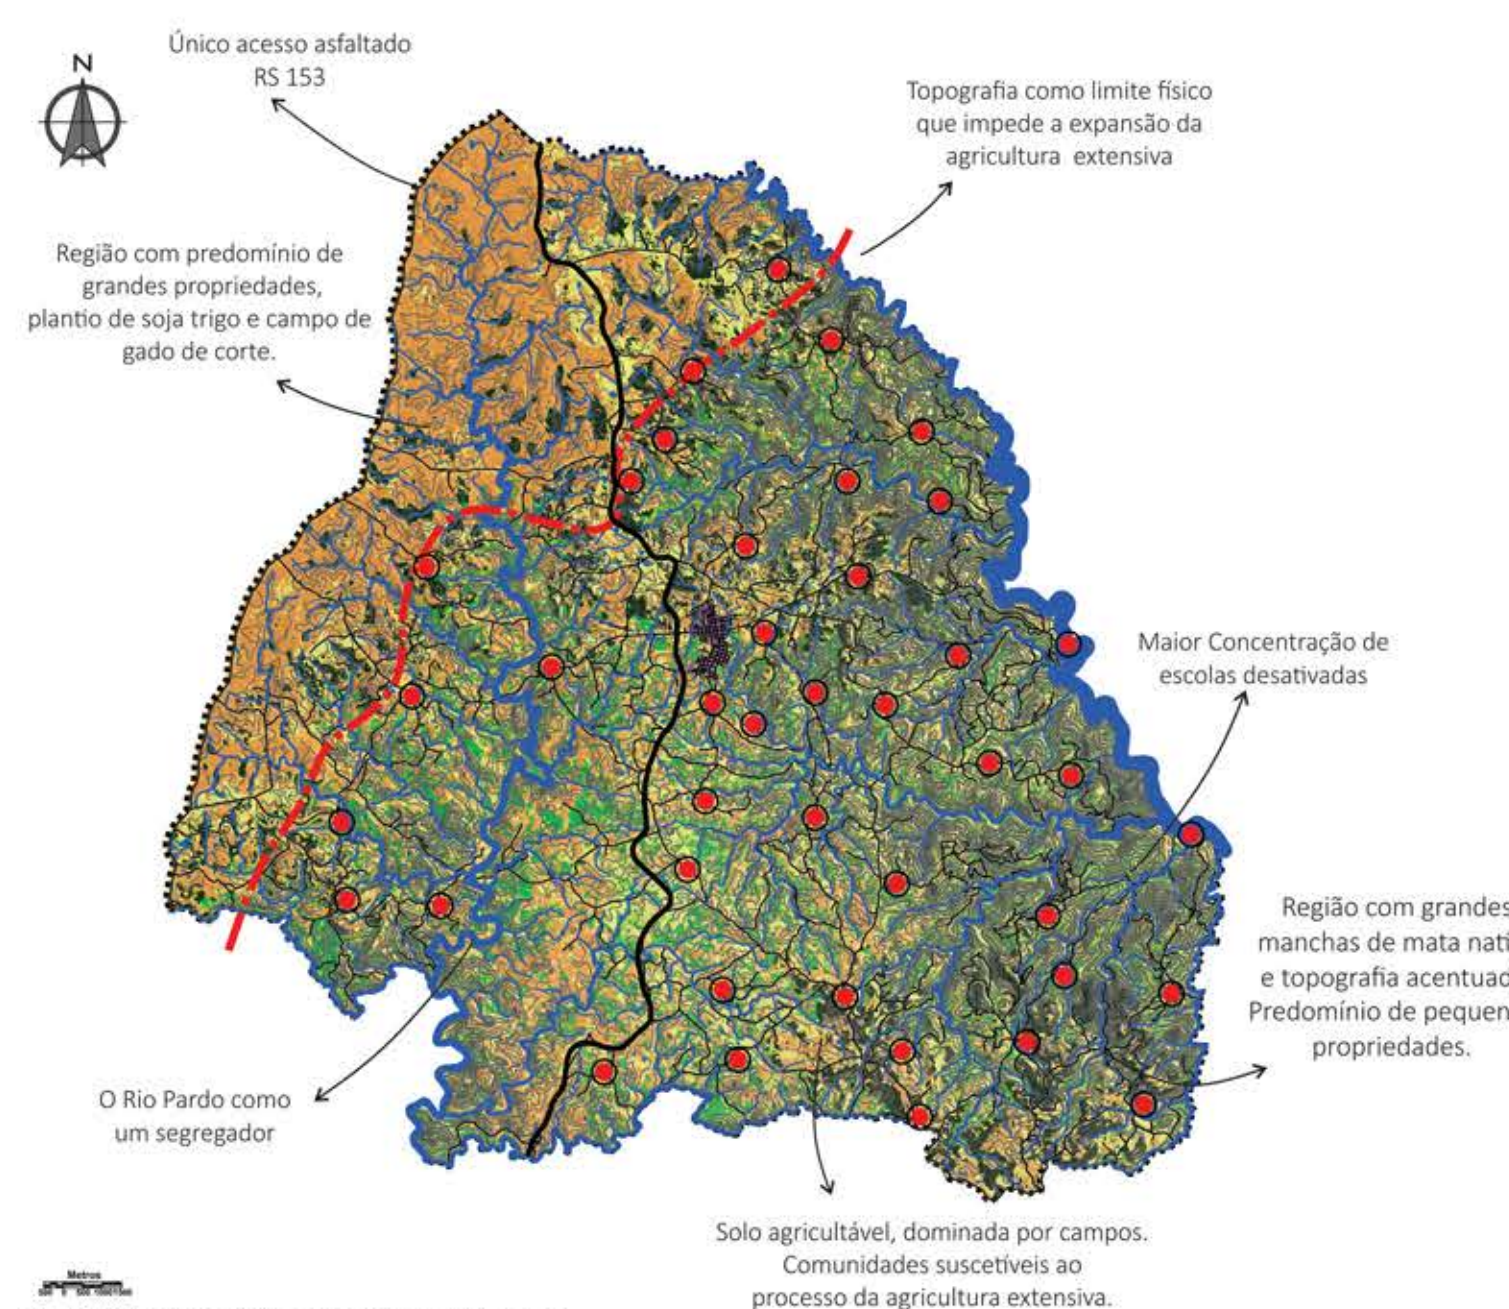 N
Único acesso asfaltado
RS 153
Topografia como limite físico
que impede a expansão da
agricultura extensiva
Região com predomínio de
grandes propriedades,
plantio de soja trigo e campo de
gado de corte.
Maior Concentração de
escolas desativadas
Região com grandes
manchas de mata nati
e topografia acentuad
Predomínio de pequen
propriedades.
O Rio Pardo como
um segregador
Solo agricultável, dominada por campos.
Comunidades suscetíveis ao
processo da agricultura extensiva.
Metros